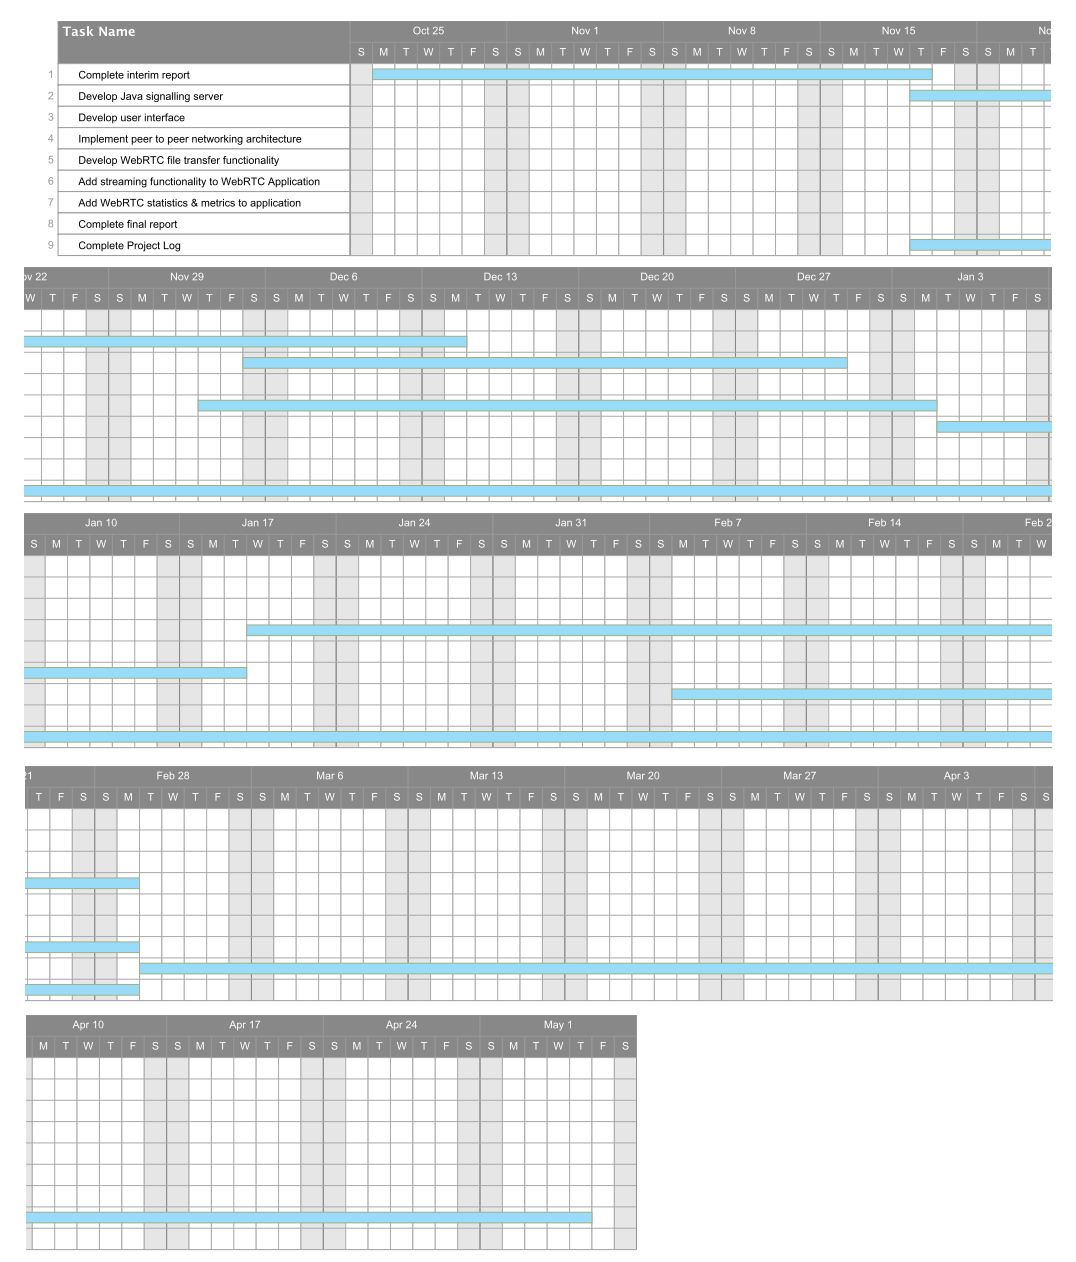 Task Name Oct 25 Nov 1 Nov 8 Nov 15 No
S M T W T F S S M T W T F S S M T W T F S S M T W T F S S M T
1 Complete interim report
2 Develop Java signalling server
3 Develop user interface
4 Implement peer to peer networking architecture
5 Develop WebRTC file transfer functionality
6 Add streaming functionality to WebRTC Application
7 Add WebRTC statistics & metrics to application
8 Complete final report
9 Complete Project Log
ov 22 Nov 29 Dec 6 Dec 13 Dec 20 Dec 27 Jan 3
W T F S S M T W T F S S M T W T F S S M T W T F S S M T W T F S S M T W T F S S M T W T F S
Jan 10 Jan 17 Jan 24 Jan 31 Feb 7 Feb 14 Feb 2
S M T W T F S S M T W T F S S M T W T F S S M T W T F S S M T W T F S S M T W T F S S M T W
21 Feb 28 Mar 6 Mar 13 Mar 20 Mar 27 Apr 3
T F S S M T W T F S S M T W T F S S M T W T F S S M T W T F S S M T W T F S S M T W T F S S
Apr 10 Apr 17 Apr 24 May 1
M T W T F S S M T W T F S S M T W T F S S M T W T F S